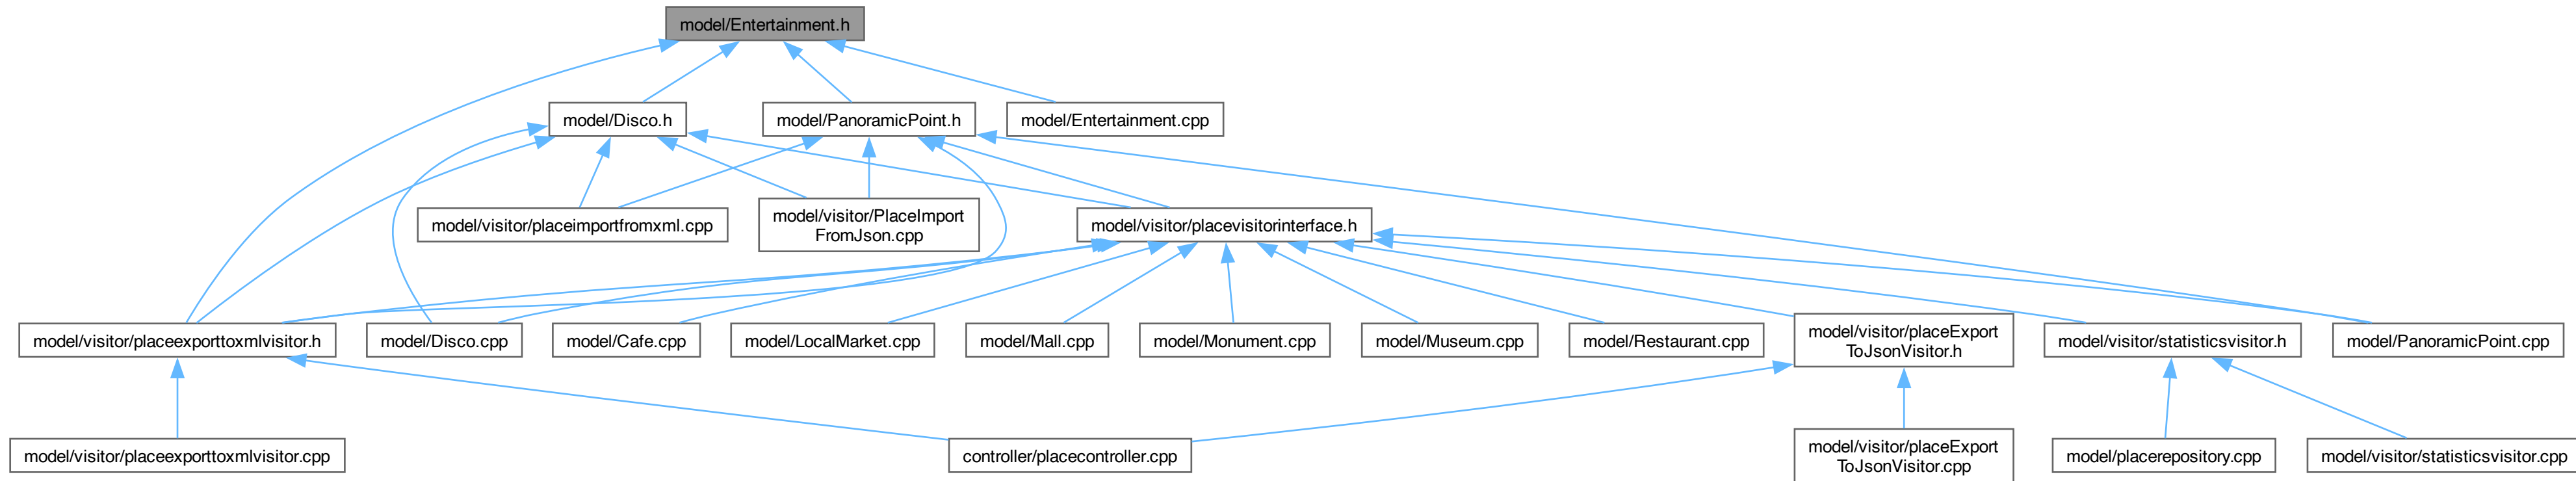 model/Entertainment.h
model/Disco.h
model/PanoramicPoint.h
model/Entertainment.cpp
model/visitor/placeimportfromxml.cpp
model/visitor/PlaceImport
FromJson.cpp
model/visitor/placevisitorinterface.h
model/visitor/placeexporttoxmlvisitor.h
model/Disco.cpp
model/Cafe.cpp
model/LocalMarket.cpp
model/Mall.cpp
model/Monument.cpp
model/Museum.cpp
model/Restaurant.cpp
model/visitor/placeExport
ToJsonVisitor.h
model/visitor/statisticsvisitor.h
model/PanoramicPoint.cpp
model/visitor/placeexporttoxmlvisitor.cpp
controller/placecontroller.cpp
model/visitor/placeExport
ToJsonVisitor.cpp
model/placerepository.cpp
model/visitor/statisticsvisitor.cpp